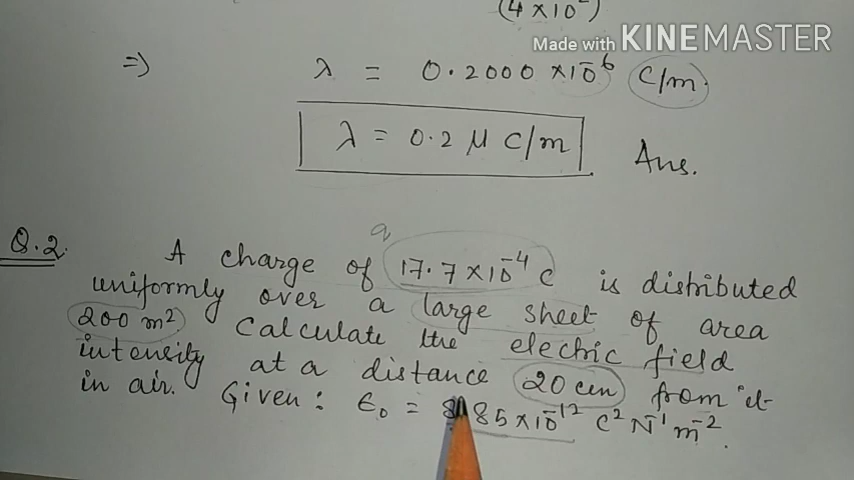 (4×10⁻
Made with KINEMASTER
⇒ λ = 0.2000 ×10⁻⁶ C/m.
λ = 0.2 μ C/m Ans.
q
Q.2. A charge of 17.7×10⁻⁴ C is distributed
uniformly over a large sheet of area
200 m² Calculate the electric field
intensity at a distance 20 cm from it
in air. Given: ϵ₀ = 8.85×10⁻¹² C² N⁻¹ m⁻².